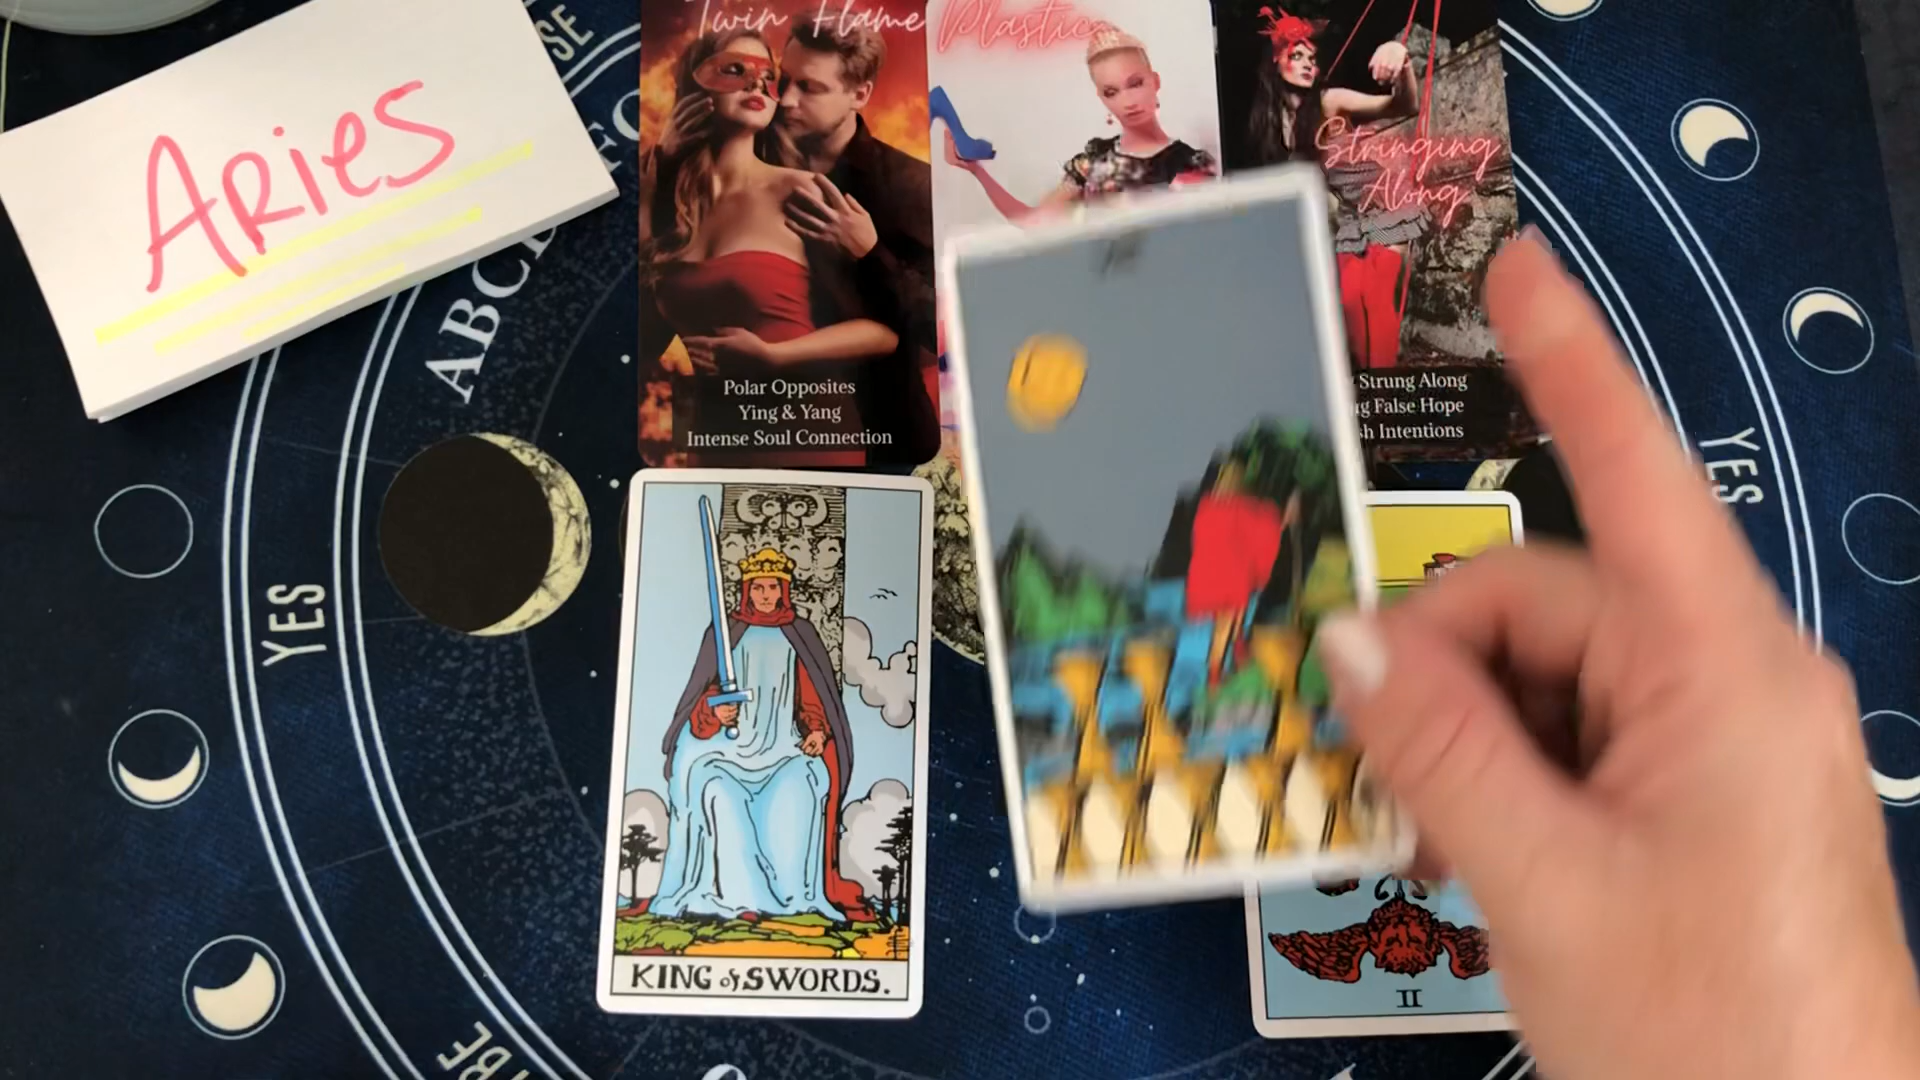 Aries
Twin Flame
Polar Opposites
Ying & Yang
Intense Soul Connection
Plastic
Stringing
Along
Strung Along
False Hope
Intentions
ABC
YES
YES
KING of SWORDS.
II